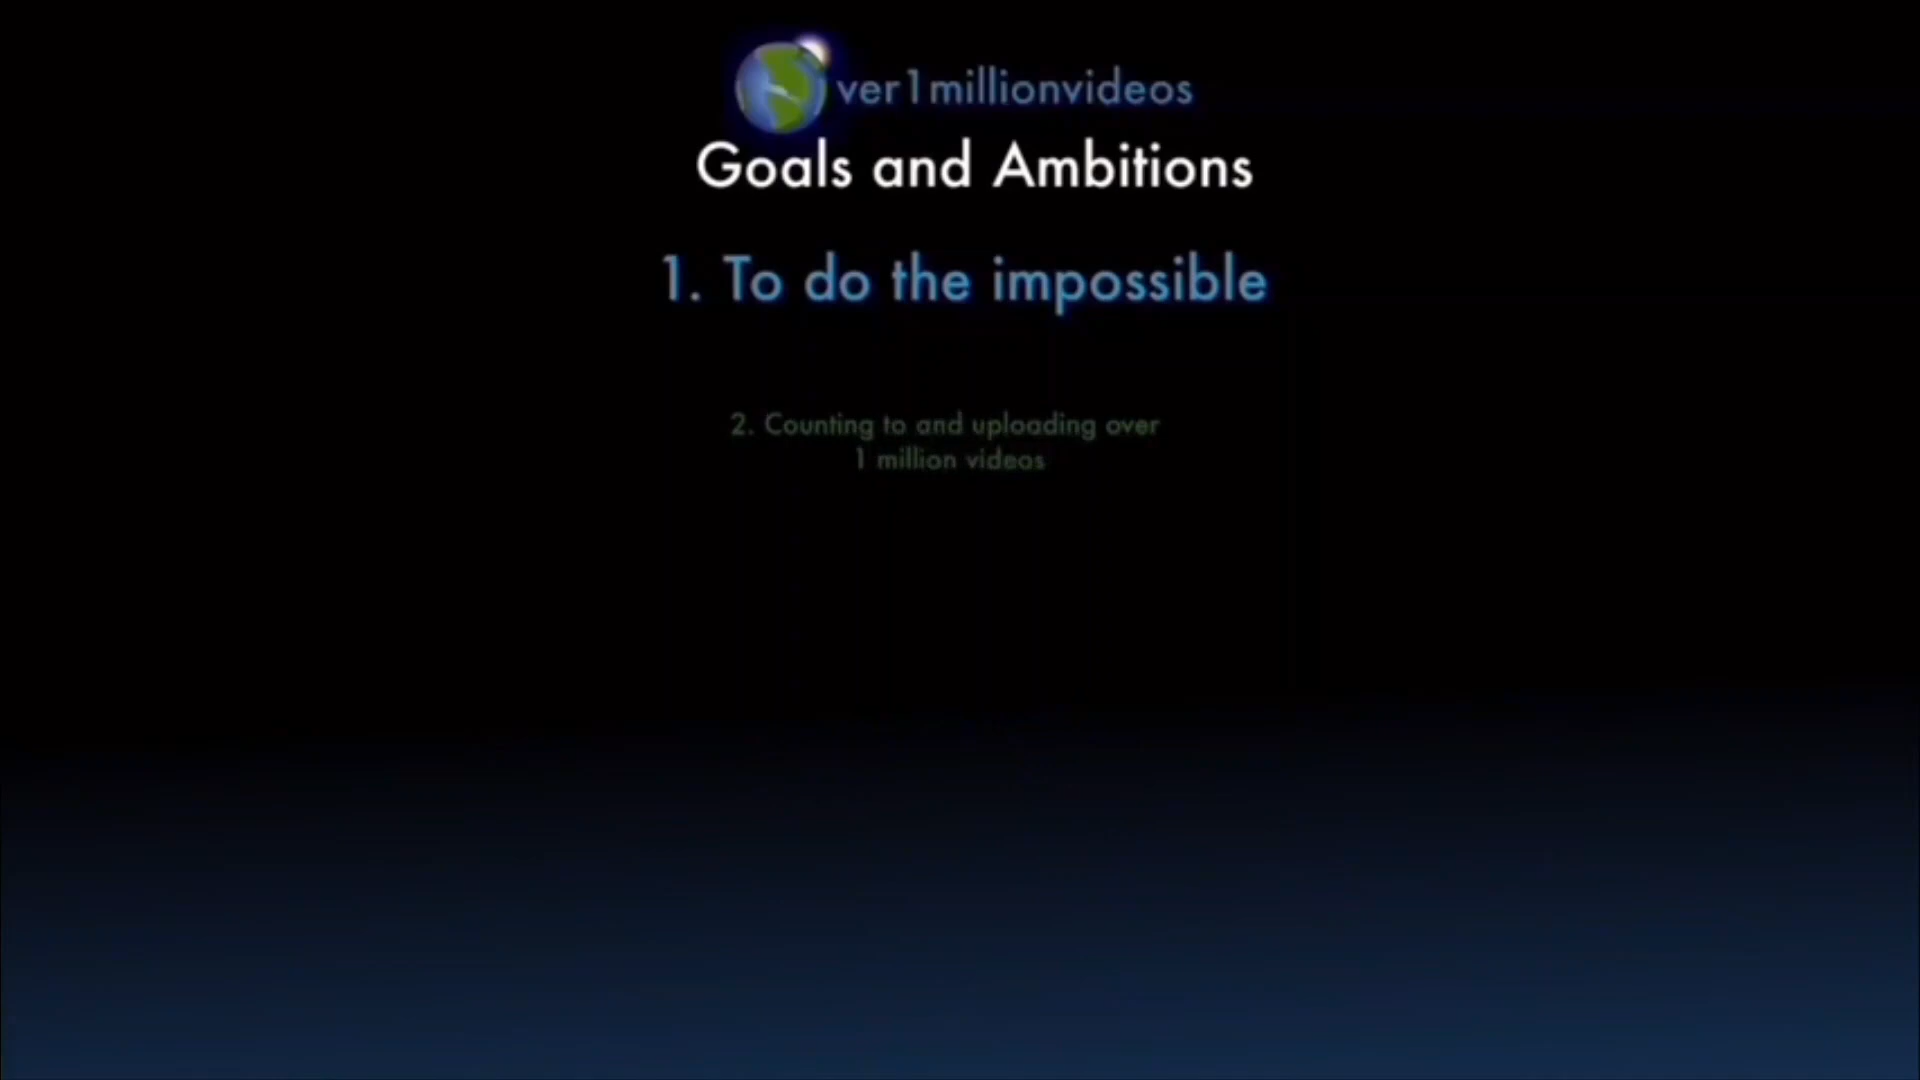 ver1millionvideos
Goals and Ambitions
1. To do the impossible
2. Counting to and uploading over
1 million videos